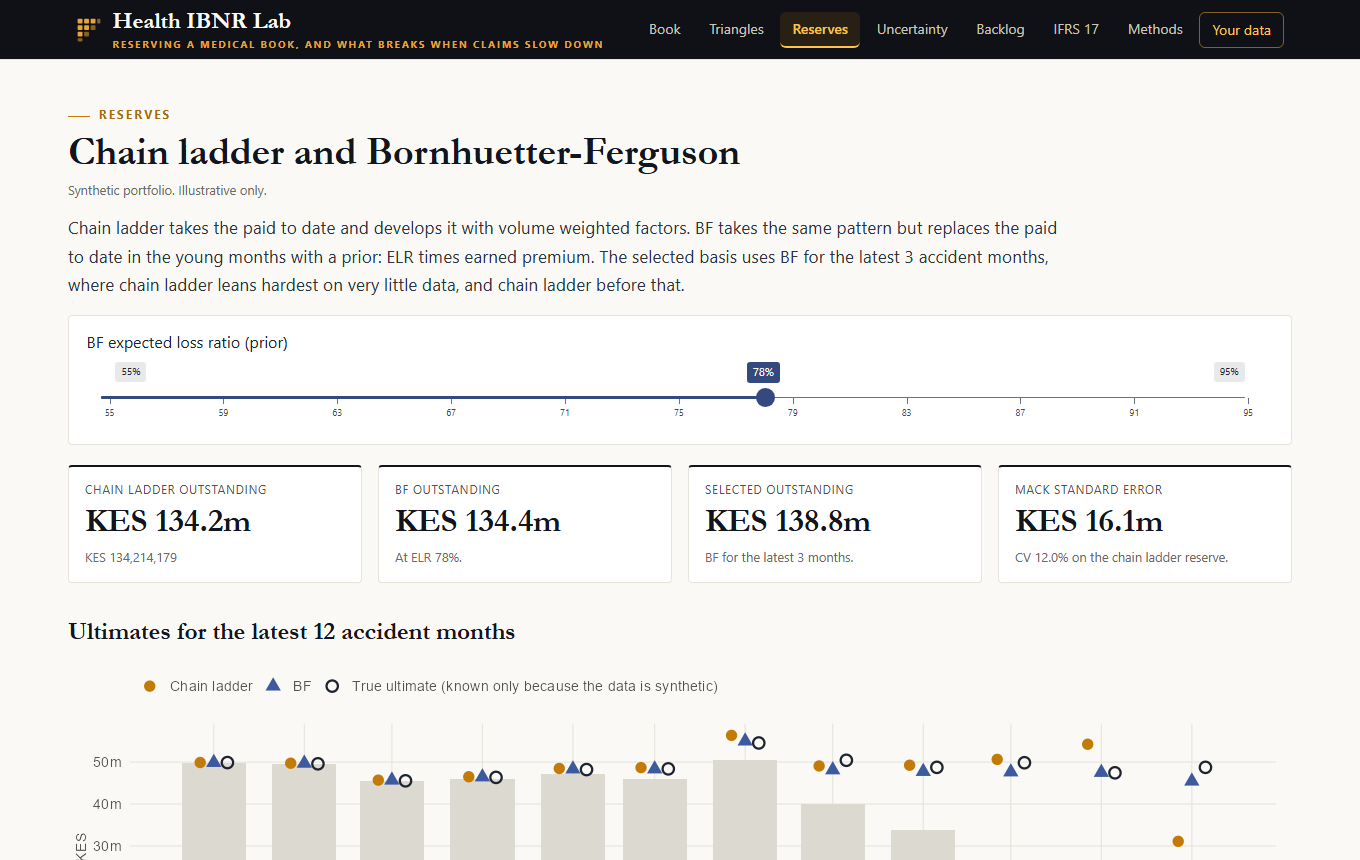 Health IBNR Lab
RESERVING A MEDICAL BOOK, AND WHAT BREAKS WHEN CLAIMS SLOW DOWN
Book Triangles Reserves Uncertainty Backlog IFRS 17 Methods Your data
RESERVES
Chain ladder and Bornhuetter-Ferguson
Synthetic portfolio. Illustrative only.
Chain ladder takes the paid to date and develops it with volume weighted factors. BF takes the same pattern but replaces the paid
to date in the young months with a prior: ELR times earned premium. The selected basis uses BF for the latest 3 accident months,
where chain ladder leans hardest on very little data, and chain ladder before that.
BF expected loss ratio (prior)
55% 78% 95%
55 59 63 67 71 75 79 83 87 91 95
CHAIN LADDER OUTSTANDING
KES 134.2m
KES 134,214,179
BF OUTSTANDING
KES 134.4m
At ELR 78%.
SELECTED OUTSTANDING
KES 138.8m
BF for the latest 3 months.
MACK STANDARD ERROR
KES 16.1m
CV 12.0% on the chain ladder reserve.
Ultimates for the latest 12 accident months
Chain ladder BF True ultimate (known only because the data is synthetic)
50m
40m
30m
KES